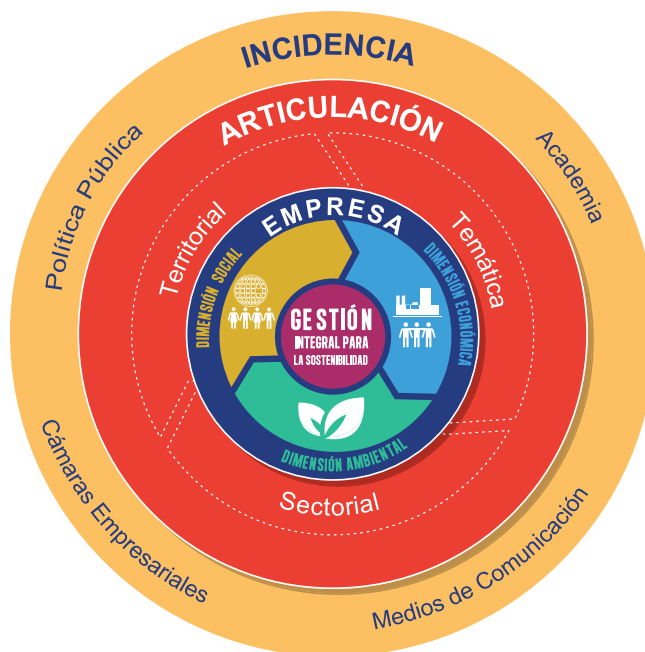 INCIDENCIA
Política Pública
Academia
Cámaras Empresariales
Medios de Comunicación
ARTICULACIÓN
Territorial
Temática
Sectorial
EMPRESA
DIMENSIÓN SOCIAL
DIMENSIÓN ECONÓMICA
DIMENSIÓN AMBIENTAL
GESTIÓN
INTEGRAL PARA
LA SOSTENIBILIDAD